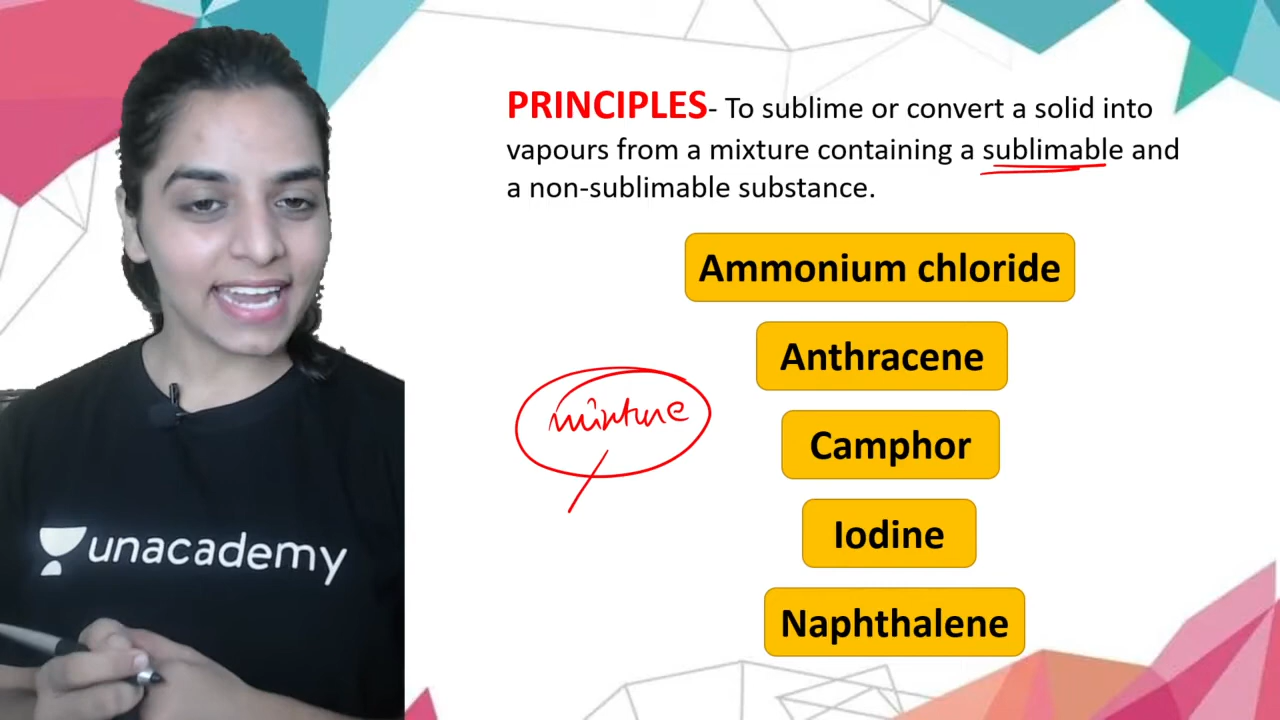 PRINCIPLES- To sublime or convert a solid into
vapours from a mixture containing a sublimable and
a non-sublimable substance.
Ammonium chloride
Anthracene
mixture
Camphor
Iodine
unacademy
Naphthalene